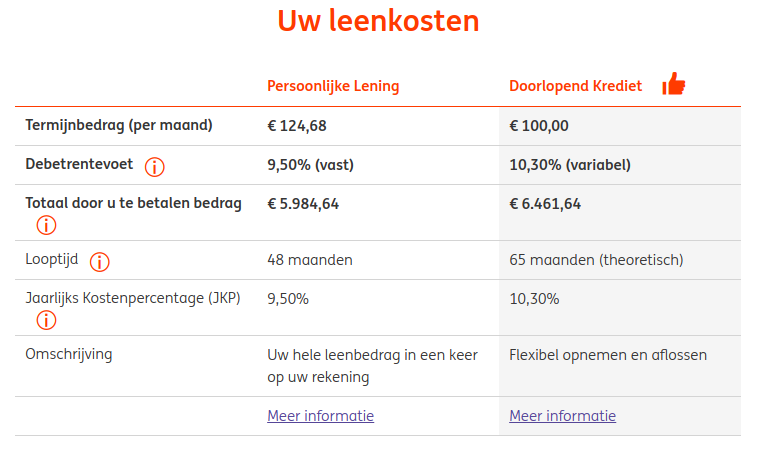 Uw leenkosten
Persoonlijke Lening Doorlopend Krediet
Termijnbedrag (per maand) € 124,68 € 100,00
Debetrentevoet 9,50% (vast) 10,30% (variabel)
Totaal door u te betalen bedrag € 5.984,64 € 6.461,64
Looptijd 48 maanden 65 maanden (theoretisch)
Jaarlijks Kostenpercentage (JKP) 9,50% 10,30%
Omschrijving Uw hele leenbedrag in een keer Flexibel opnemen en aflossen
op uw rekening
Meer informatie Meer informatie